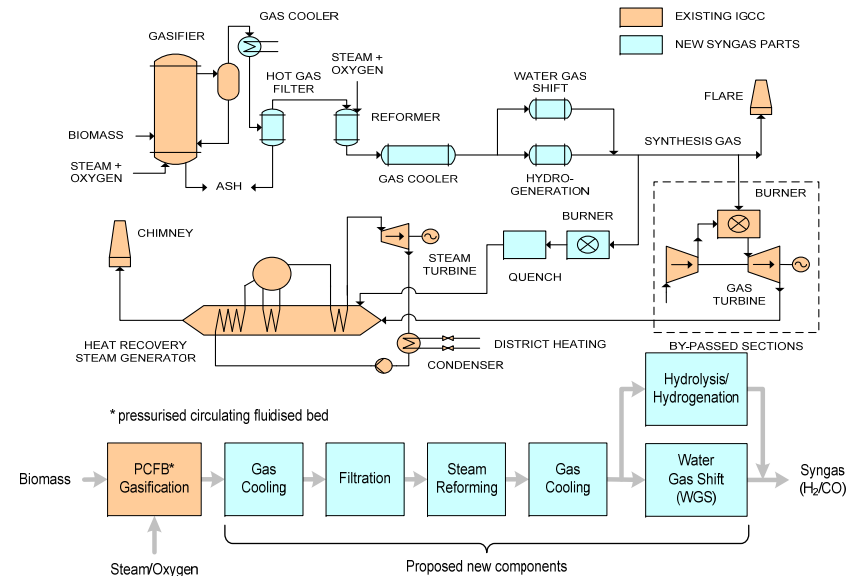 GAS COOLER
EXISTING IGCC
GASIFIER
NEW SYNGAS PARTS
STEAM +
OXYGEN
HOT GAS
FILTER
WATER GAS
SHIFT
FLARE
REFORMER
BIOMASS
SYNTHESIS GAS
STEAM +
OXYGEN
ASH
GAS COOLER
HYDRO-
GENERATION
BURNER
BURNER
CHIMNEY
STEAM
TURBINE
QUENCH
GAS
TURBINE
HEAT RECOVERY
STEAM GENERATOR
DISTRICT HEATING
CONDENSER
BY-PASSED SECTIONS
* pressurised circulating fluidised bed
Hydrolysis/
Hydrogenation
Biomass
PCFB*
Gasification
Gas
Cooling
Filtration
Steam
Reforming
Gas
Cooling
Water
Gas Shift
(WGS)
Syngas
(H₂/CO)
Steam/Oxygen
Proposed new components